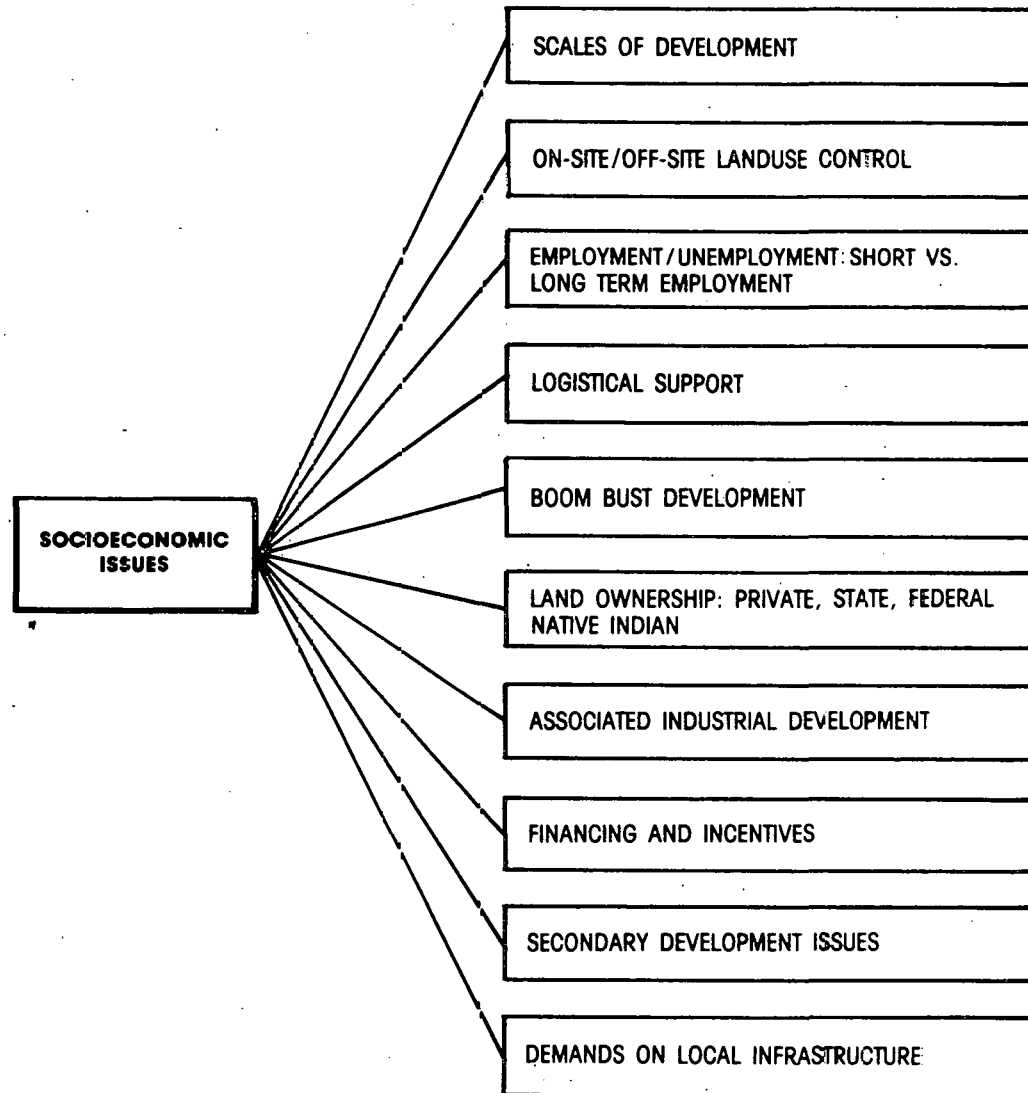 SCALES OF DEVELOPMENT
ON-SITE/OFF-SITE LANDUSE CONTROL
EMPLOYMENT/UNEMPLOYMENT: SHORT VS.
LONG TERM EMPLOYMENT
LOGISTICAL SUPPORT
BOOM BUST DEVELOPMENT
SOCIOECONOMIC
ISSUES
LAND OWNERSHIP: PRIVATE, STATE, FEDERAL
NATIVE INDIAN
ASSOCIATED INDUSTRIAL DEVELOPMENT
FINANCING AND INCENTIVES
SECONDARY DEVELOPMENT ISSUES
DEMANDS ON LOCAL INFRASTRUCTURE